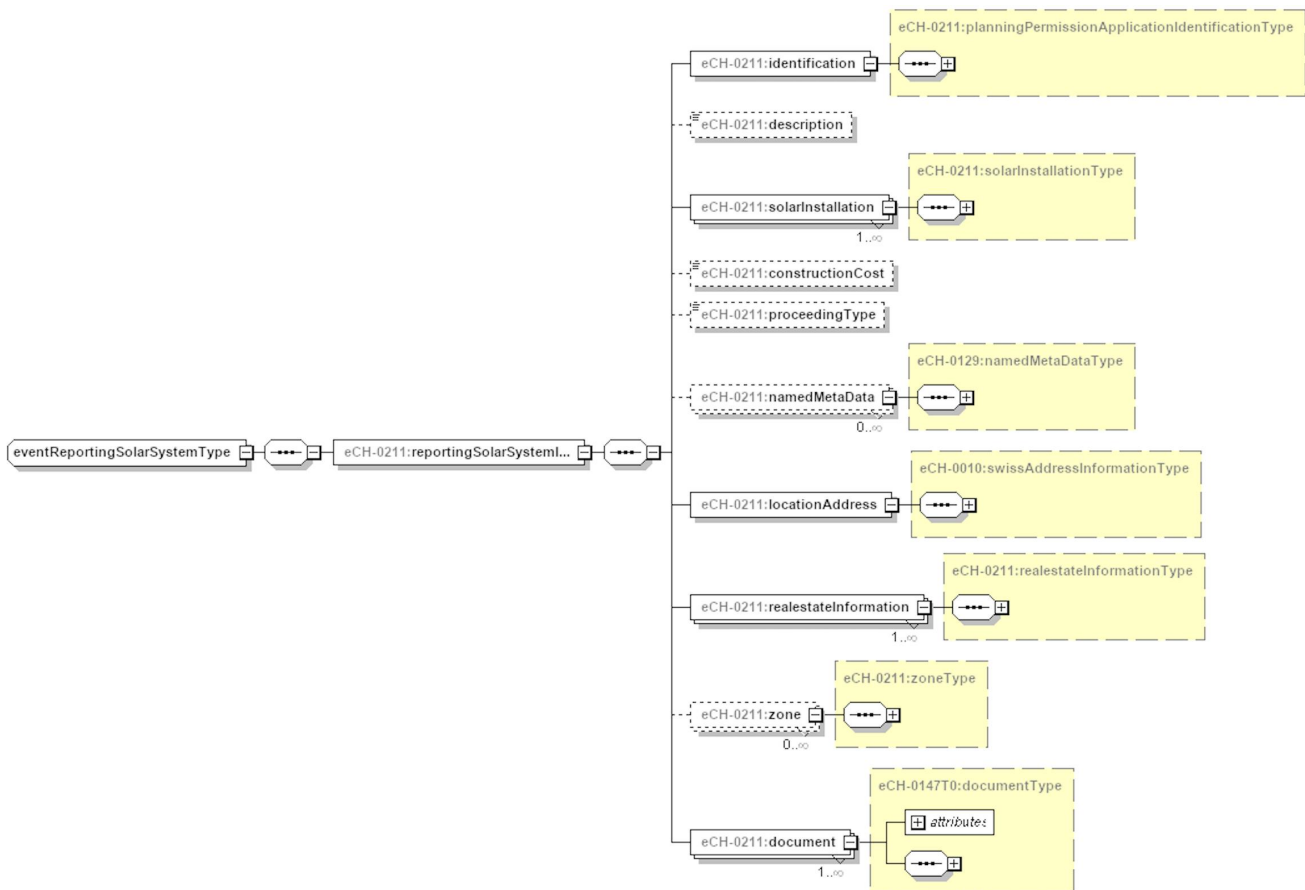 eCH-0211:planningPermissionApplicationIdentificationType
eCH-0211:identification
eCH-0211:description
eCH-0211:solarInstallationType
eCH-0211:solarInstallation
1..∞
eCH-0211:constructionCost
eCH-0211:proceedingType
eCH-0129:namedMetaDataType
eCH-0211:namedMetaData
0..∞
eventReportingSolarSystemType
eCH-0211:reportingSolarSystemI...
eCH-0010:swissAddressInformationType
eCH-0211:locationAddress
eCH-0211:realestateInformationType
eCH-0211:realestateInformation
1..∞
eCH-0211:zoneType
eCH-0211:zone
0..∞
eCH-0147T0:documentType
attributes
eCH-0211:document
1..∞